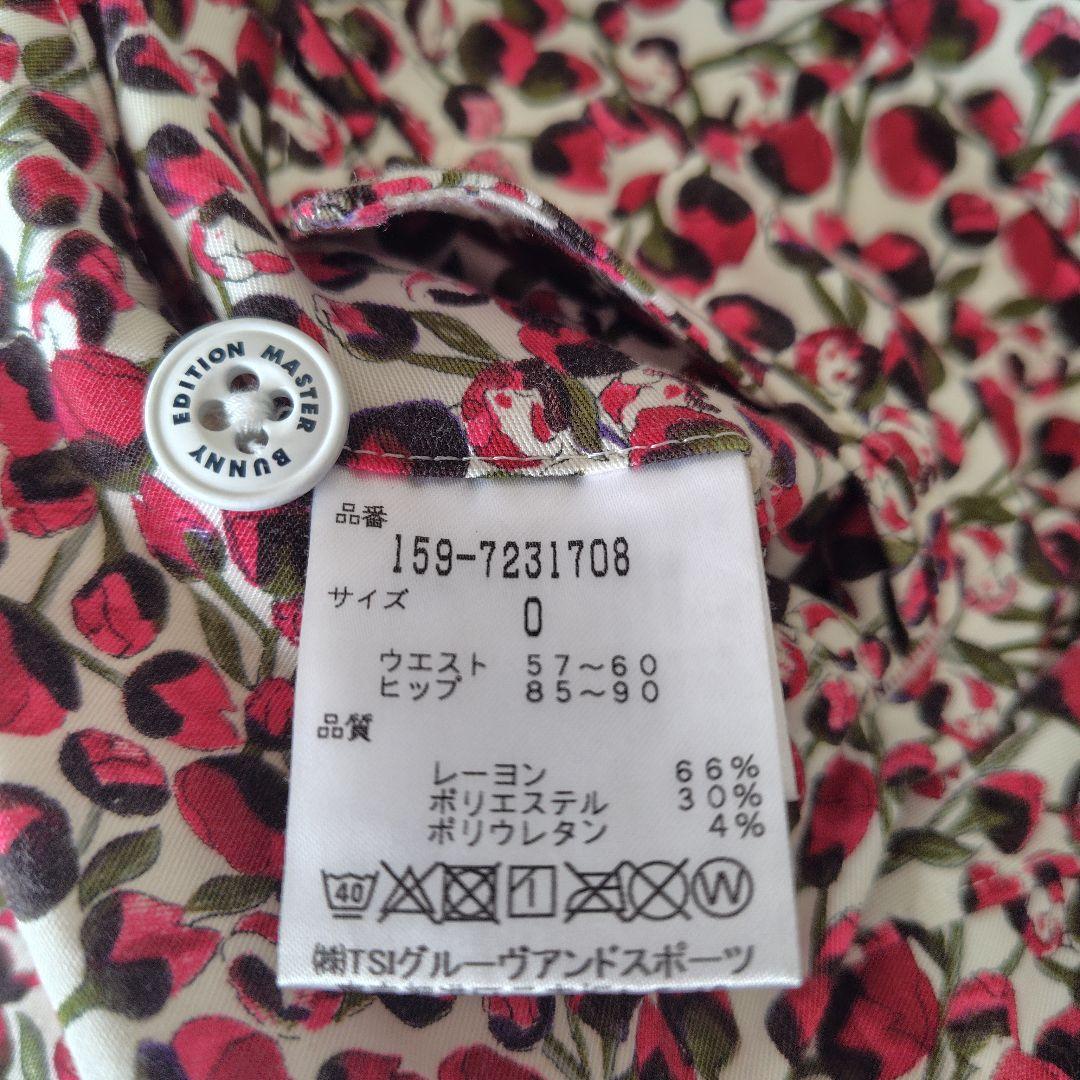 MASTER BUNNY EDITION
品番
159-7231708
サイズ
0
ウエスト 57〜60
ヒップ 85〜90
品質
レーヨン 66%
ポリエステル 30%
ポリウレタン 4%
40 W
㈱TSIグルーヴアンドスポーツ